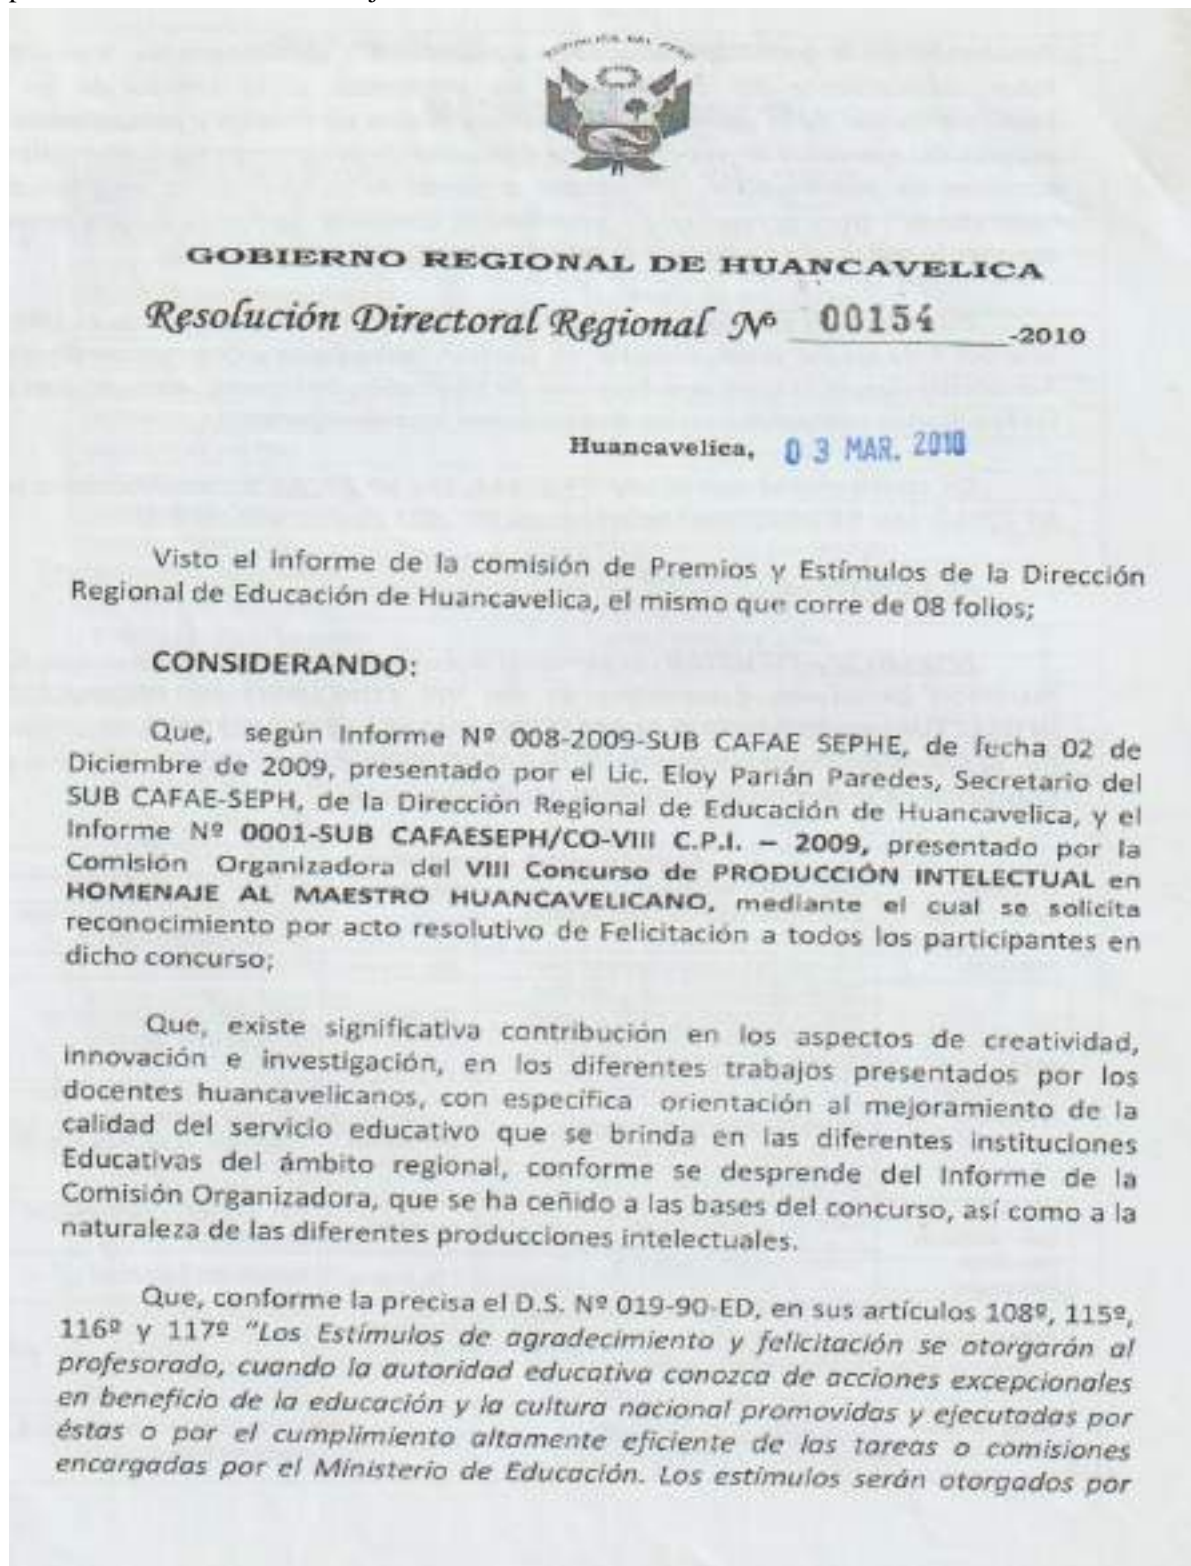 REPUBLICA DEL PERU
GOBIERNO REGIONAL DE HUANCAVELICA
Resolución Directoral Regional Nº 00154 -2010
Huancavelica, 03 MAR. 2010
Visto el informe de la comisión de Premios y Estímulos de la Dirección
Regional de Educación de Huancavelica, el mismo que corre de 08 folios;
CONSIDERANDO:
Que, según Informe Nº 008-2009-SUB CAFAE SEPHE, de fecha 02 de
Diciembre de 2009, presentado por el Lic. Eloy Parián Paredes, Secretario del
SUB CAFAE-SEPH, de la Dirección Regional de Educación de Huancavelica, y el
Informe Nº 0001-SUB CAFAESEPH/CO-VIII C.P.I. – 2009, presentado por la
Comisión Organizadora del VIII Concurso de PRODUCCIÓN INTELECTUAL en
HOMENAJE AL MAESTRO HUANCAVELICANO, mediante el cual se solicita
reconocimiento por acto resolutivo de Felicitación a todos los participantes en
dicho concurso;
Que, existe significativa contribución en los aspectos de creatividad,
innovación e investigación, en los diferentes trabajos presentados por los
docentes huancavelicanos, con específica orientación al mejoramiento de la
calidad del servicio educativo que se brinda en las diferentes instituciones
Educativas del ámbito regional, conforme se desprende del Informe de la
Comisión Organizadora, que se ha ceñido a las bases del concurso, así como a la
naturaleza de las diferentes producciones intelectuales.
Que, conforme la precisa el D.S. Nº 019-90-ED, en sus artículos 108º, 115º,
116º y 117º "Los Estímulos de agradecimiento y felicitación se otorgarán al
profesorado, cuando la autoridad educativa conozca de acciones excepcionales
en beneficio de la educación y la cultura nacional promovidas y ejecutadas por
éstas o por el cumplimiento altamente eficiente de las tareas o comisiones
encargadas por el Ministerio de Educación. Los estímulos serán otorgados por